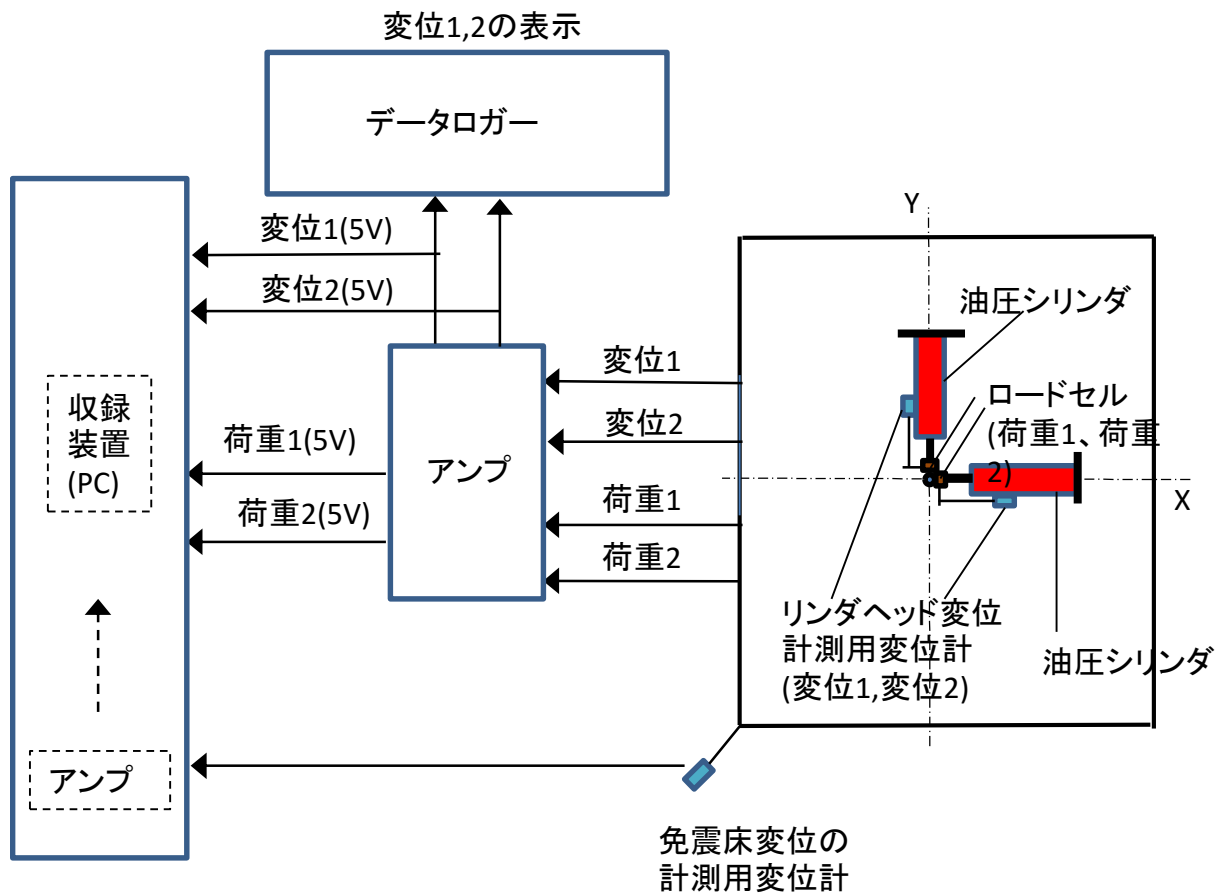 変位1,2の表示
データロガー
変位1(5V)
変位2(5V)
収録
装置
(PC)
荷重1(5V)
荷重2(5V)
アンプ
アンプ
変位1
変位2
荷重1
荷重2
Y
X
油圧シリンダ
ロードセル
(荷重1、荷重
2)
リンダヘッド変位
計測用変位計
(変位1,変位2)
油圧シリンダ
免震床変位の
計測用変位計